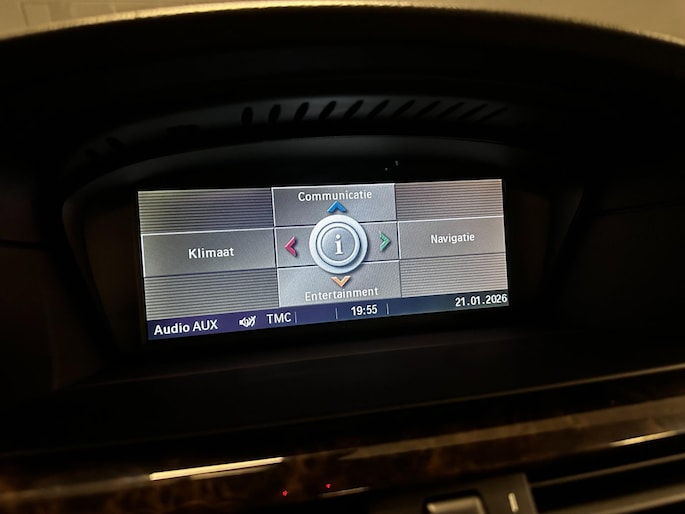 Communicatie
Klimaat
i
Navigatie
Entertainment
Audio AUX TMC 19:55 21.01.2026